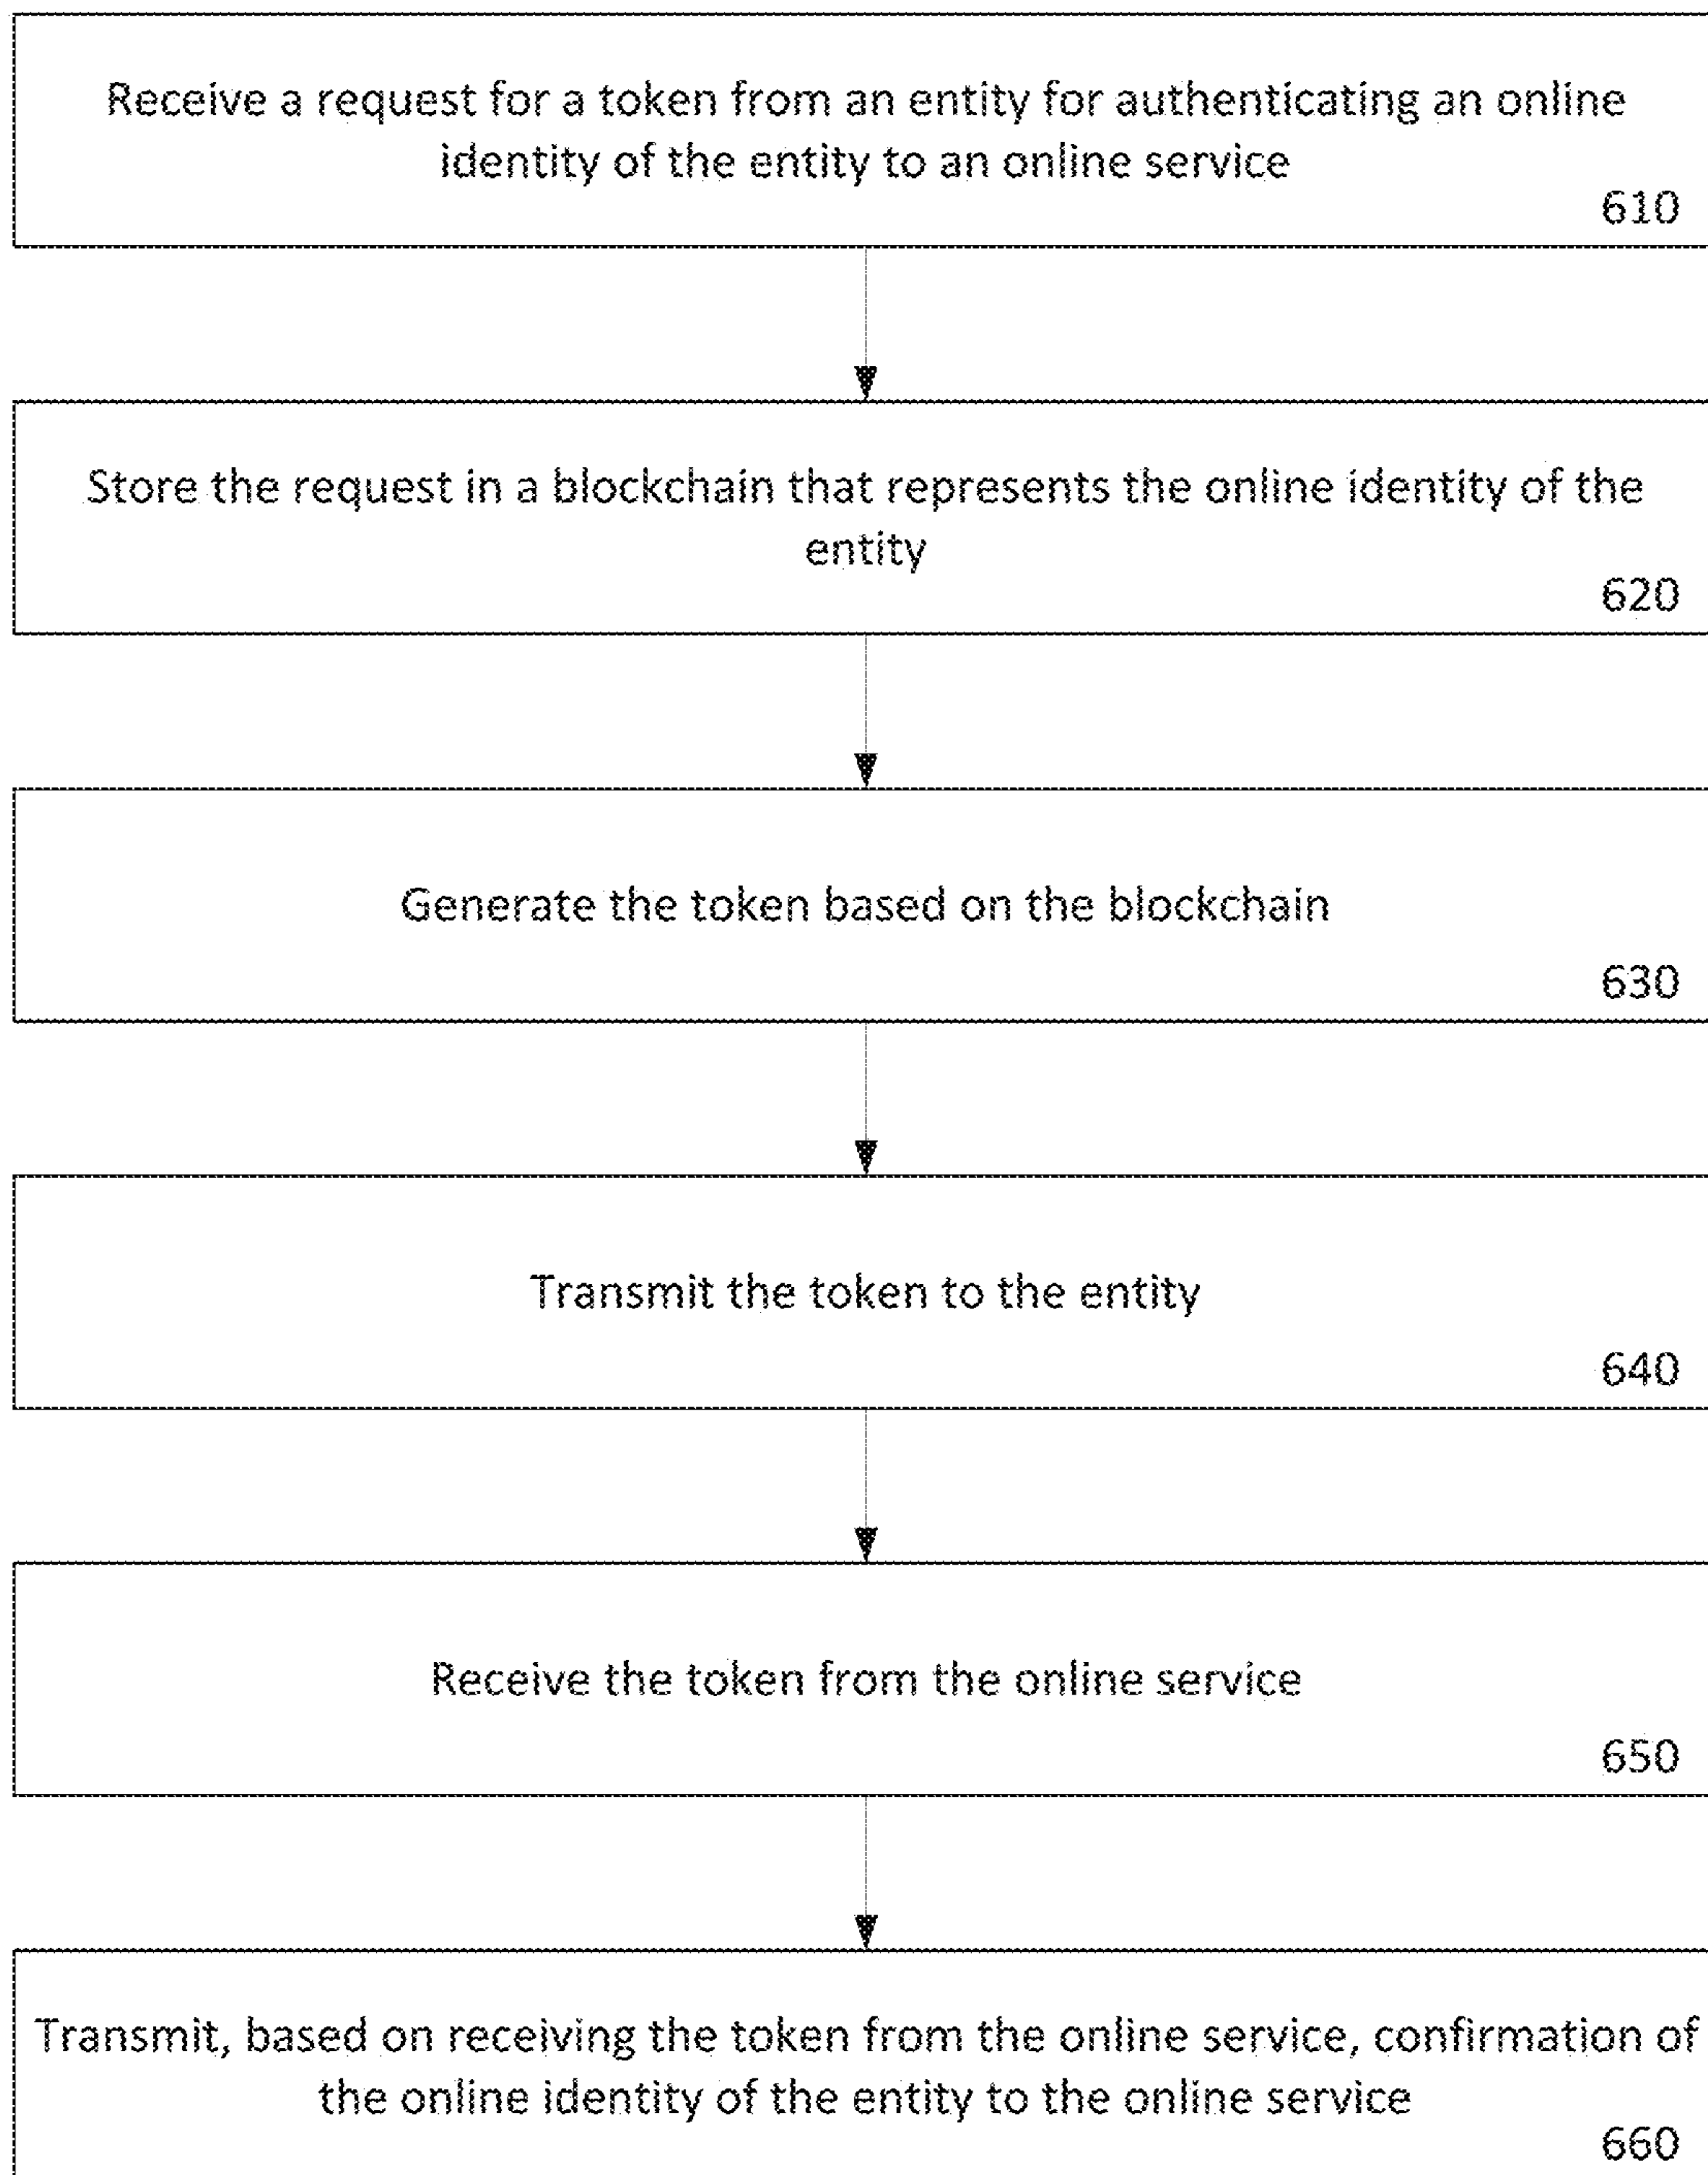 Receive a request for a token from an entity for authenticating an online
identity of the entity to an online service
610
Store the request in a blockchain that represents the online identity of the
entity
620
Generate the token based on the blockchain
630
Transmit the token to the entity
640
Receive the token from the online service
650
Transmit, based on receiving the token from the online service, confirmation of
the online identity of the entity to the online service
660